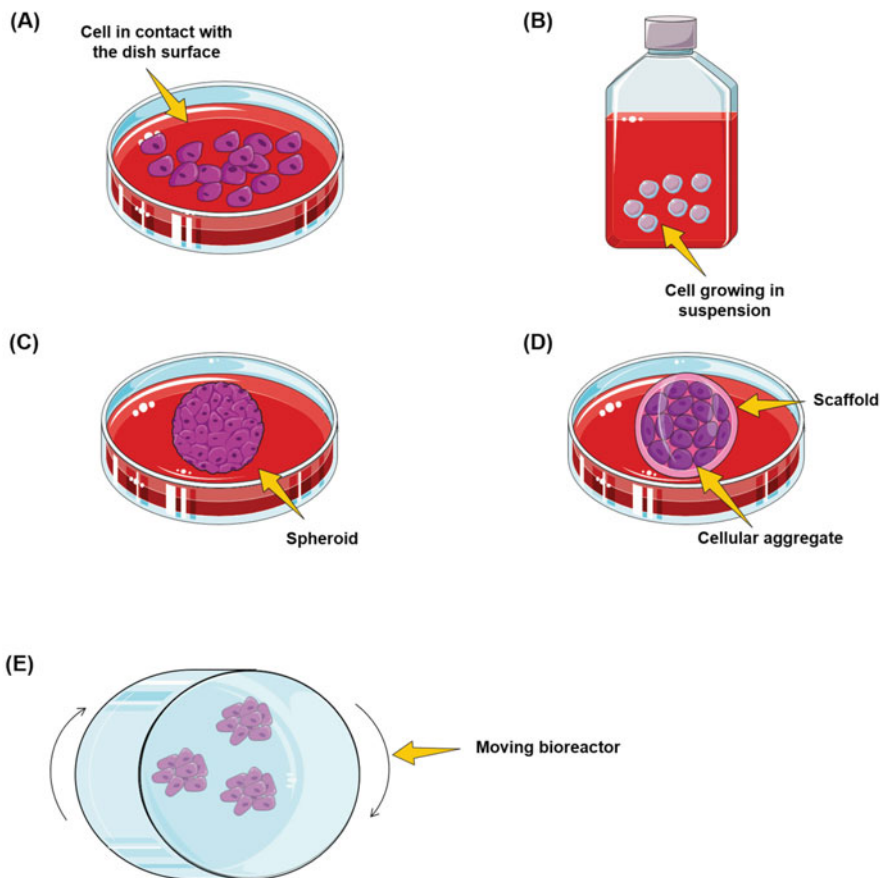 (A)
Cell in contact with
the dish surface
(B)
Cell growing in
suspension
(C)
Spheroid
(D)
Scaffold
Cellular aggregate
(E)
Moving bioreactor